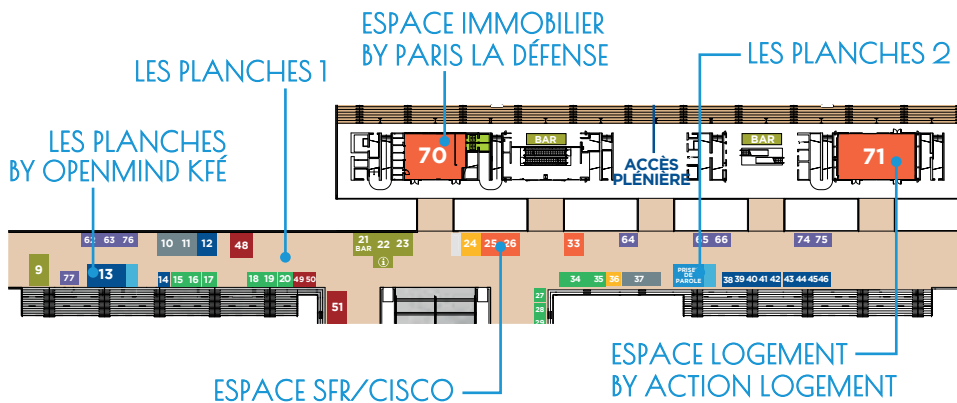 ESPACE IMMOBILIER
BY PARIS LA DÉFENSE
LES PLANCHES 2
LES PLANCHES 1
LES PLANCHES
BY OPENMIND KFÉ
70
BAR
BAR
71
ACCÈS
PLÉNIÈRE
62 63 76
10 11 12
48
21
BAR
22 23
24 25 26
33
64
65 66
74 75
9
77
13
14 15 16 17
18 19 20 49 50
i
34 35 36 37
PRISE
DE
PAROLE
38 39 40 41 42 43 44 45 46
51
27
28
29
ESPACE SFR/CISCO
ESPACE LOGEMENT
BY ACTION LOGEMENT